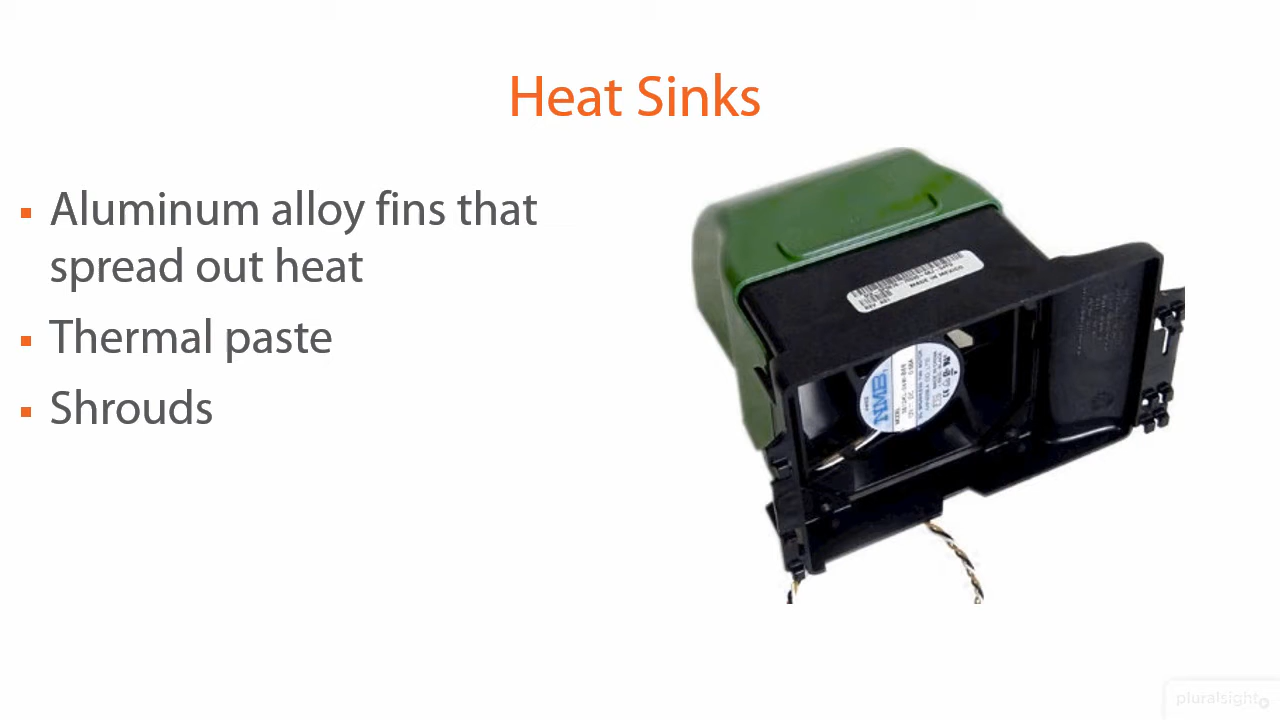 Heat Sinks
Aluminum alloy fins that
spread out heat
Thermal paste
Shrouds
MADE IN MEXICO
NMB
pluralsight